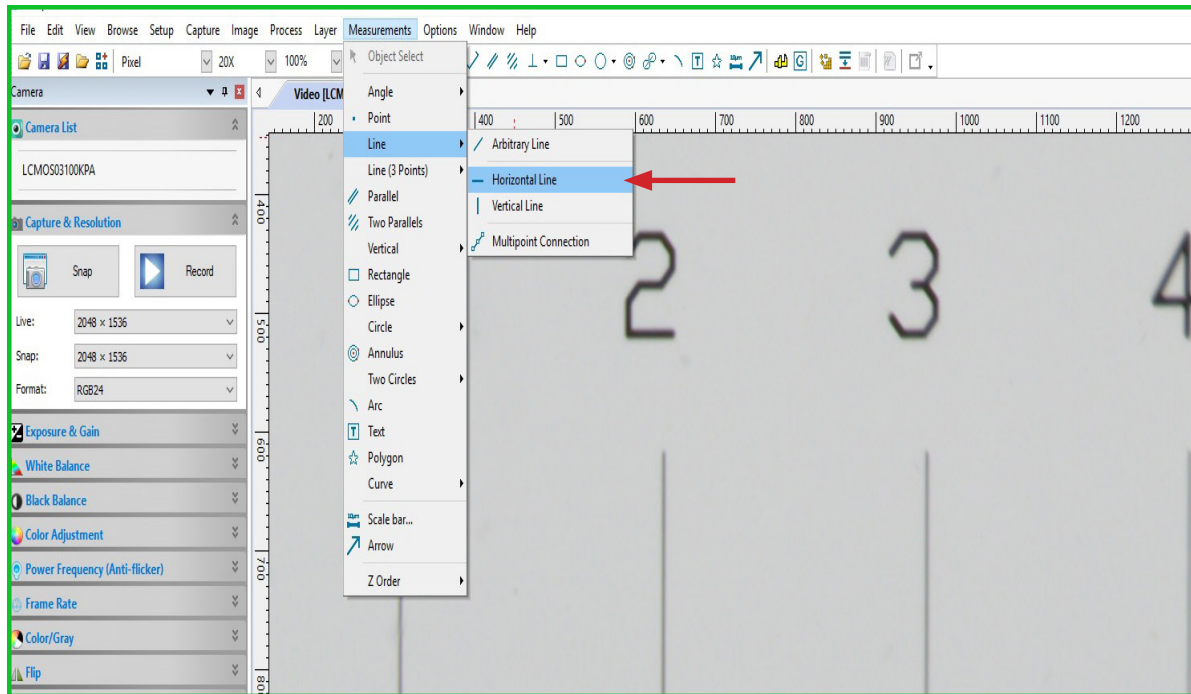 File Edit View Browse Setup Capture Image Process Layer Measurements Options Window Help
Pixel 20X 100%
Camera
Camera List
LCMOS03100KPA
Capture & Resolution
Snap Record
Live: 2048 × 1536
Snap: 2048 × 1536
Format: RGB24
Exposure & Gain
White Balance
Black Balance
Color Adjustment
Power Frequency (Anti-flicker)
Frame Rate
Color/Gray
Flip
Video [LCM
200 400 500 600 700 800 900 1000 1100 1200
400
500
600
700
800
Object Select
Angle
Point
Line
Line (3 Points)
Parallel
Two Parallels
Vertical
Rectangle
Ellipse
Circle
Annulus
Two Circles
Arc
Text
Polygon
Curve
Scale bar...
Arrow
Z Order
Arbitrary Line
Horizontal Line
Vertical Line
Multipoint Connection
2 3 4